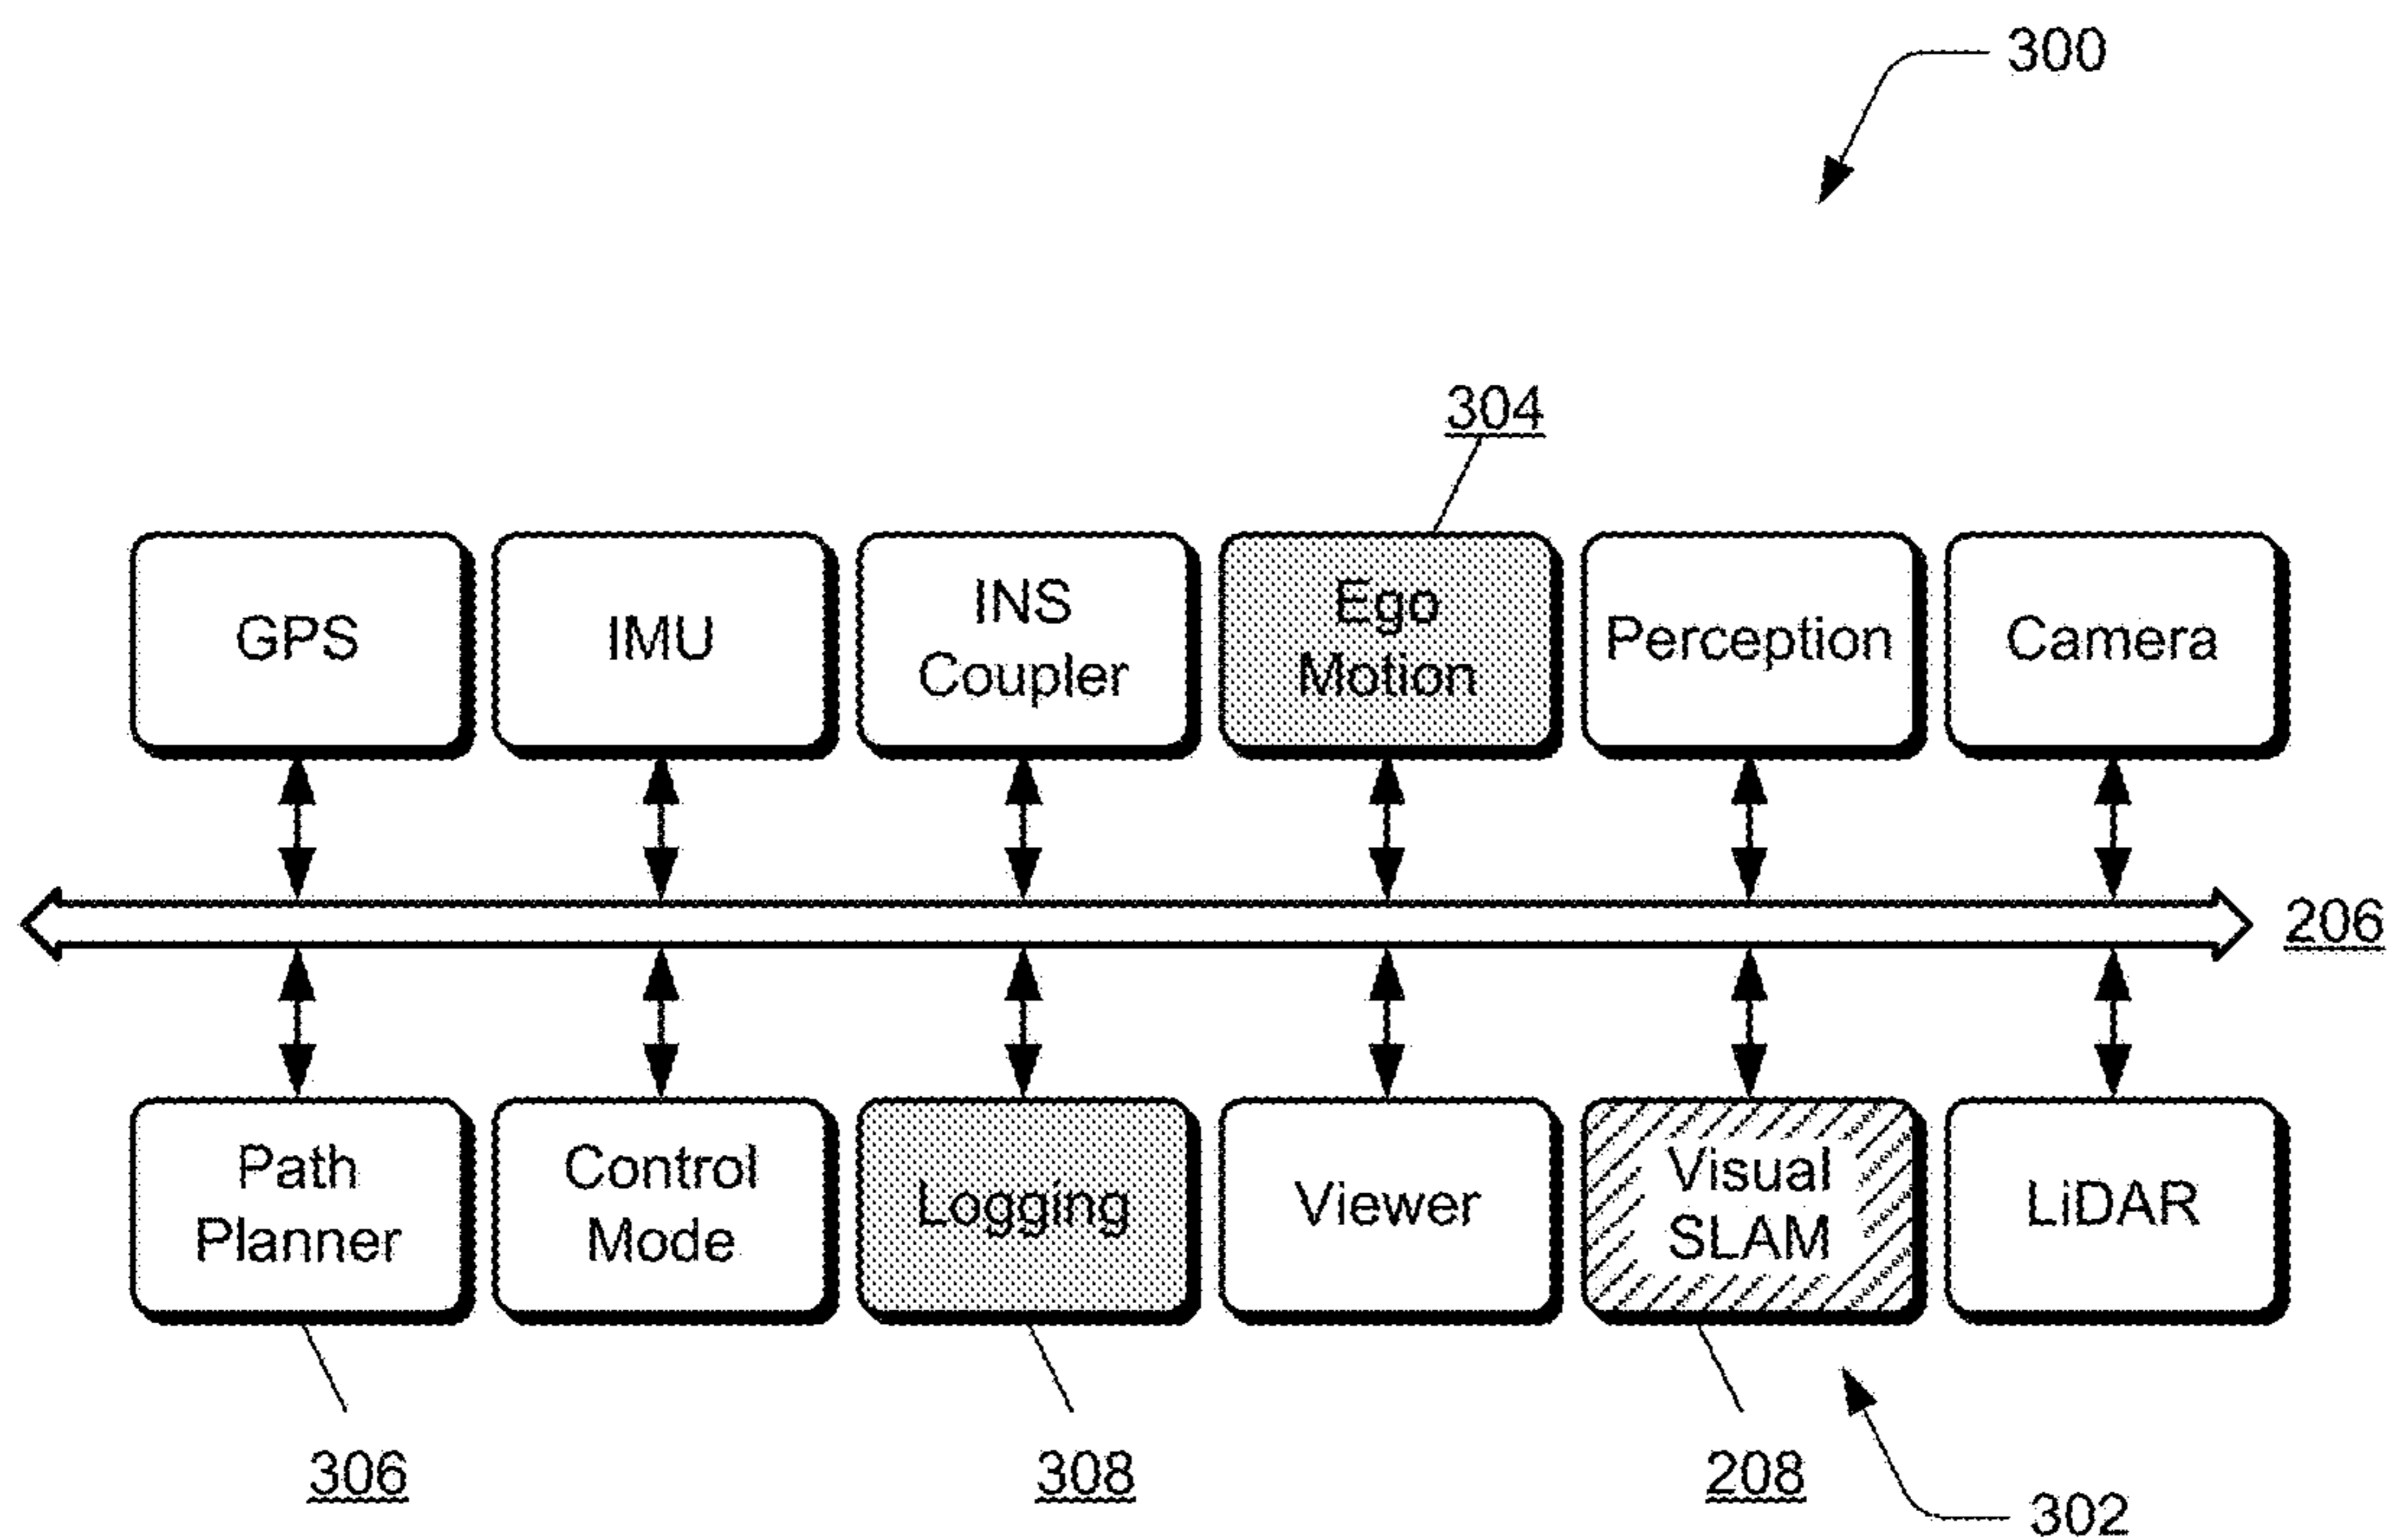 300
304
GPS
IMU
INS
Coupler
Ego
Motion
Perception
Camera
206
Path
Planner
Control
Mode
Logging
Viewer
Visual
SLAM
LiDAR
306
308
208
302